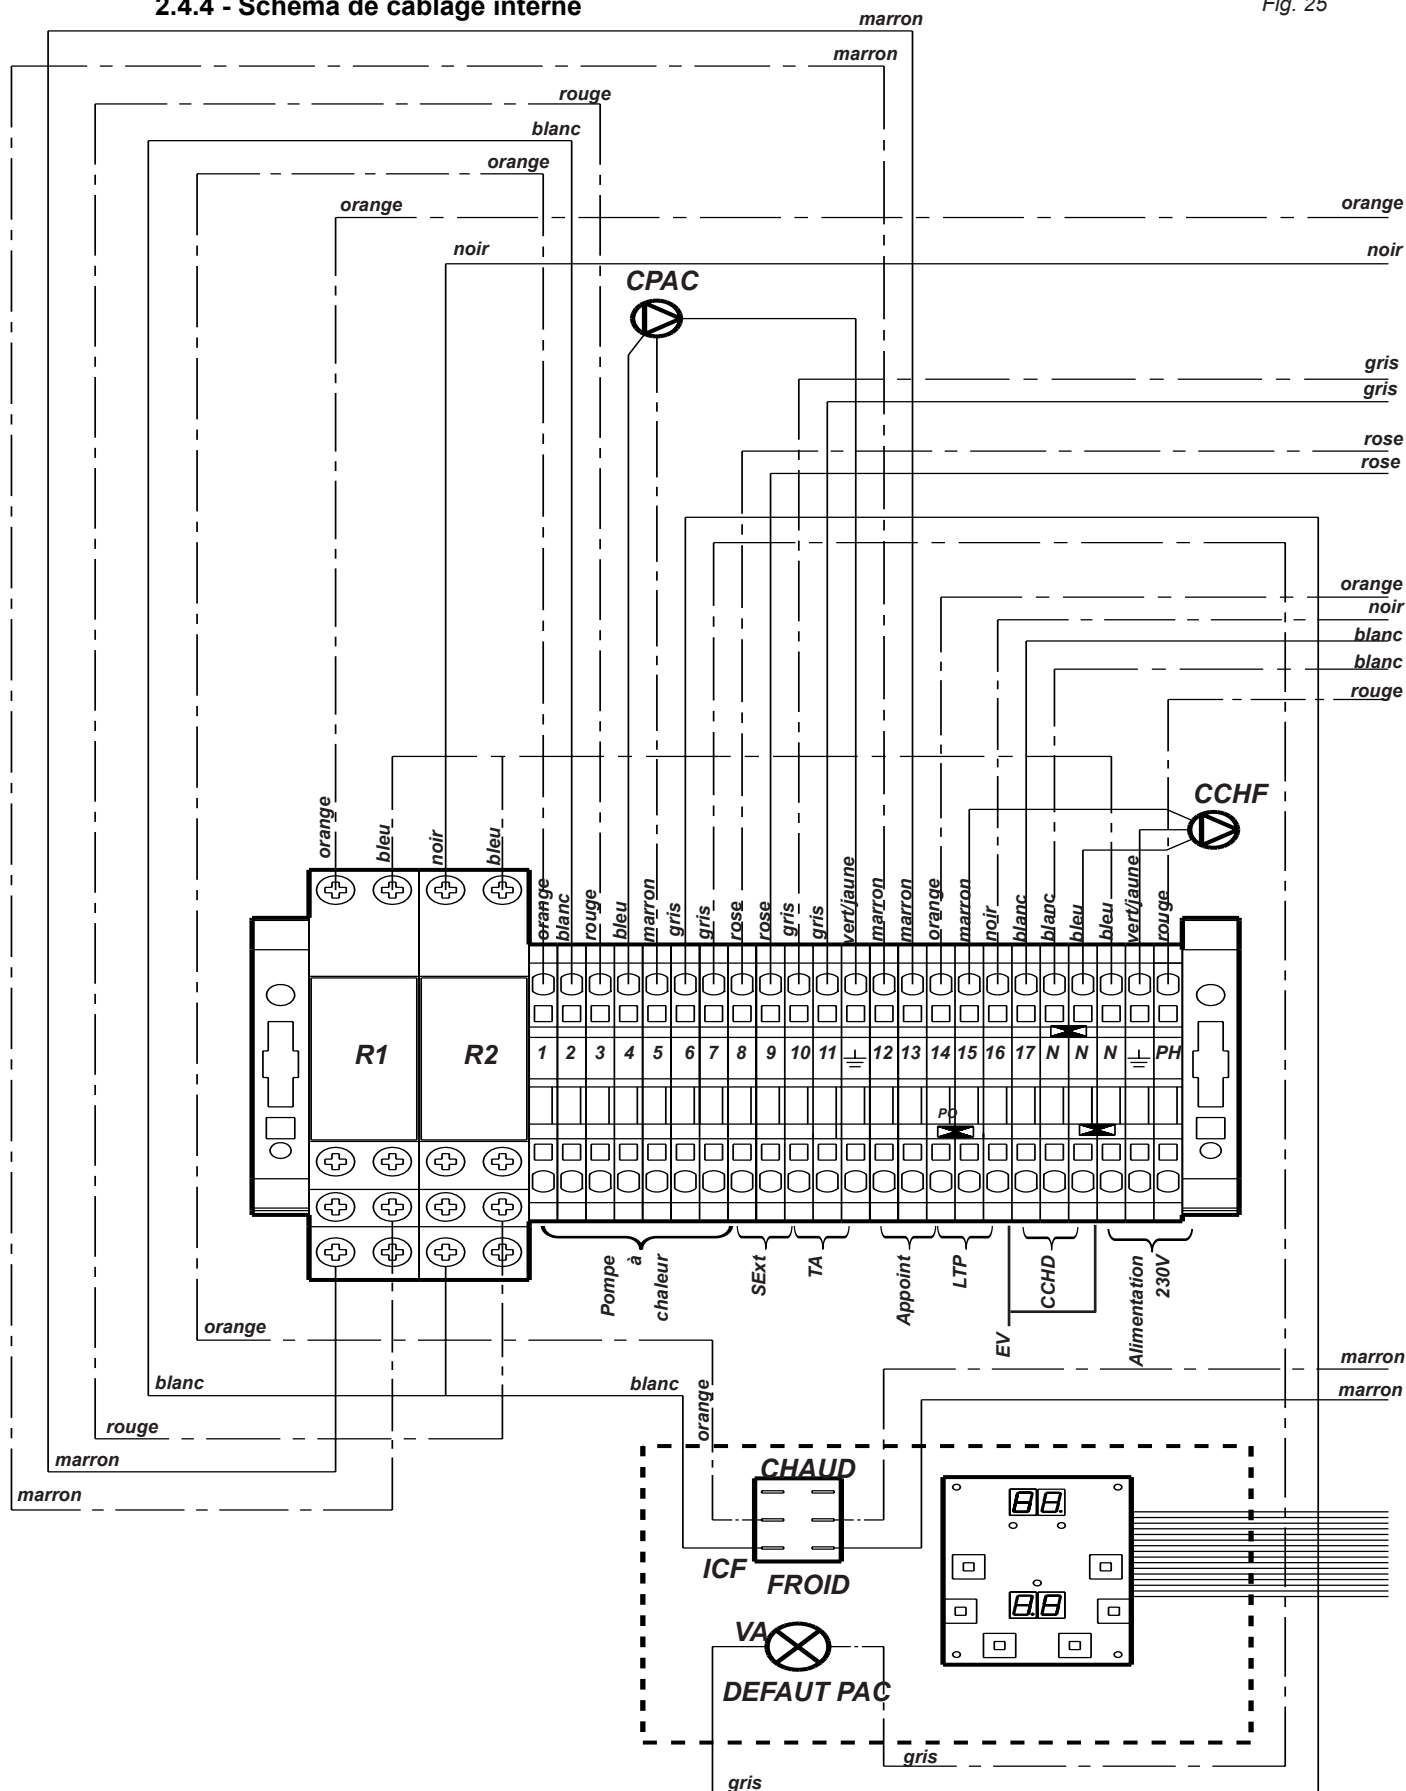 2.4.4 - Schéma de câblage interne
Fig. 25
marron
marron
rouge
blanc
orange
orange
orange
noir
noir
CPAC
gris
gris
rose
rose
orange
noir
blanc
blanc
rouge
CCHF
orange
bleu
noir
bleu
orange
blanc
rouge
bleu
marron
gris
gris
rose
rose
gris
gris
vert/jaune
marron
marron
orange
marron
noir
blanc
blanc
bleu
bleu
vert/jaune
rouge
R1
R2
1 2 3 4 5 6 7 8 9 10 11 12 13 14 15 16 17 N N N PH
PO
Pompe
à
chaleur
SExt
TA
Appoint
LTP
EV
CCHD
Alimentation
230V
orange
marron
blanc
blanc
orange
marron
rouge
marron
CHAUD
marron
8 8.
ICF
FROID
8.8
VA
DEFAUT PAC
gris
gris